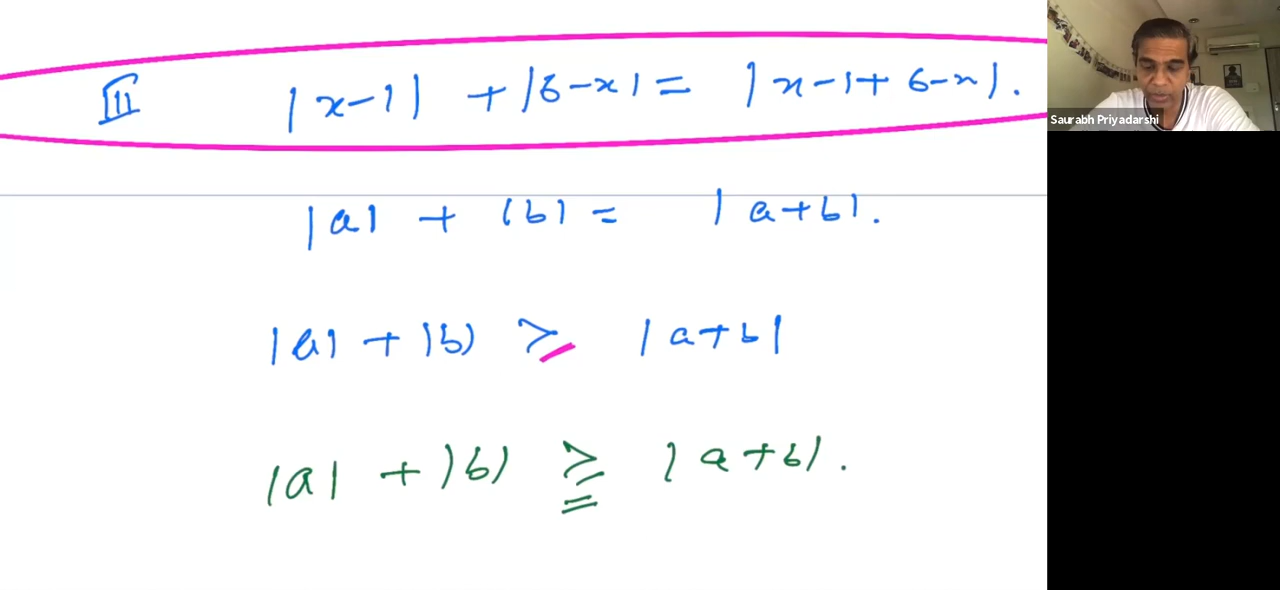 III |x-1| + |6-x| = |x-1+6-x|.
Saurabh Priyadarshi
|a| + |b| = |a+b|.
|a| + |b| ≥ |a+b|
|a| + |b| ≥ |a+b|.